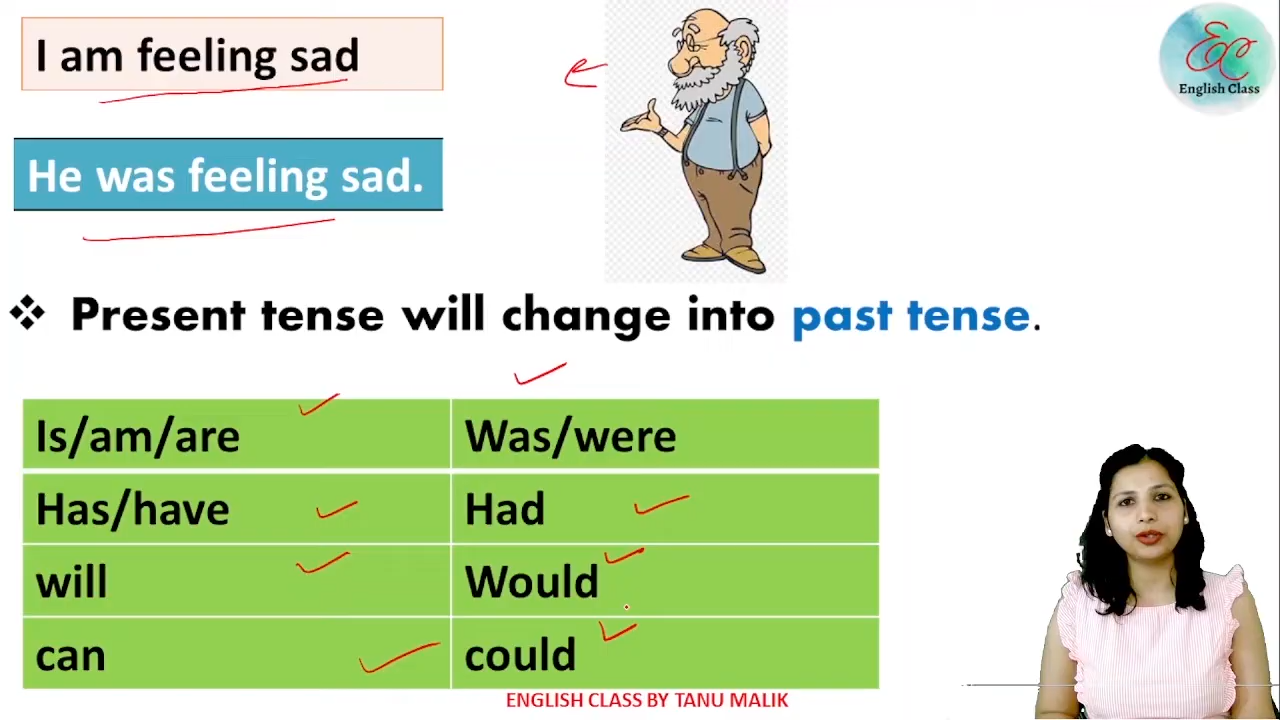 I am feeling sad
English Class
He was feeling sad.
❖ Present tense will change into past tense.
Is/am/are Was/were
Has/have Had
will Would
can could
ENGLISH CLASS BY TANU MALIK